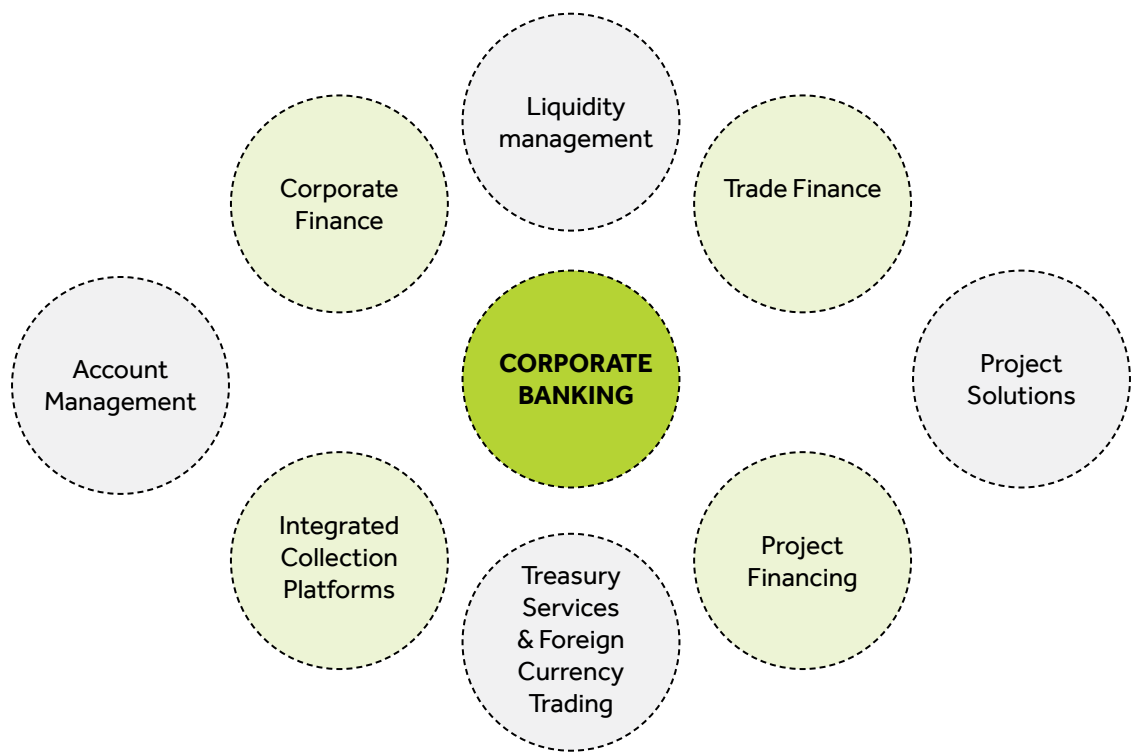 Liquidity
management
Corporate
Finance
Trade Finance
Account
Management
CORPORATE
BANKING
Project
Solutions
Integrated
Collection
Platforms
Treasury
Services
& Foreign
Currency
Trading
Project
Financing